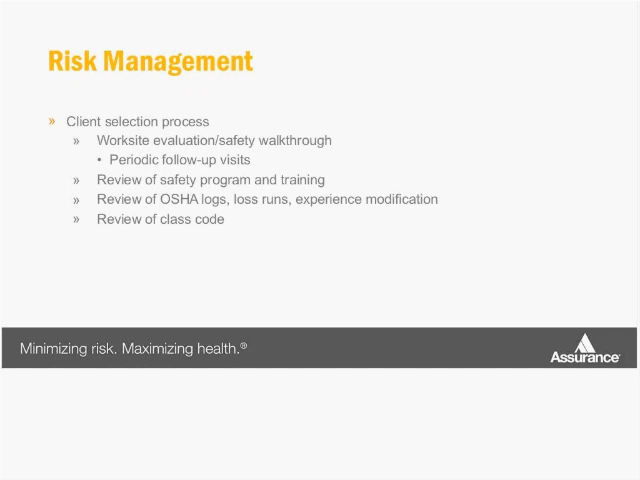 Risk Management
» Client selection process
» Worksite evaluation/safety walkthrough
• Periodic follow-up visits
» Review of safety program and training
» Review of OSHA logs, loss runs, experience modification
» Review of class code
Minimizing risk. Maximizing health.®
Assurance